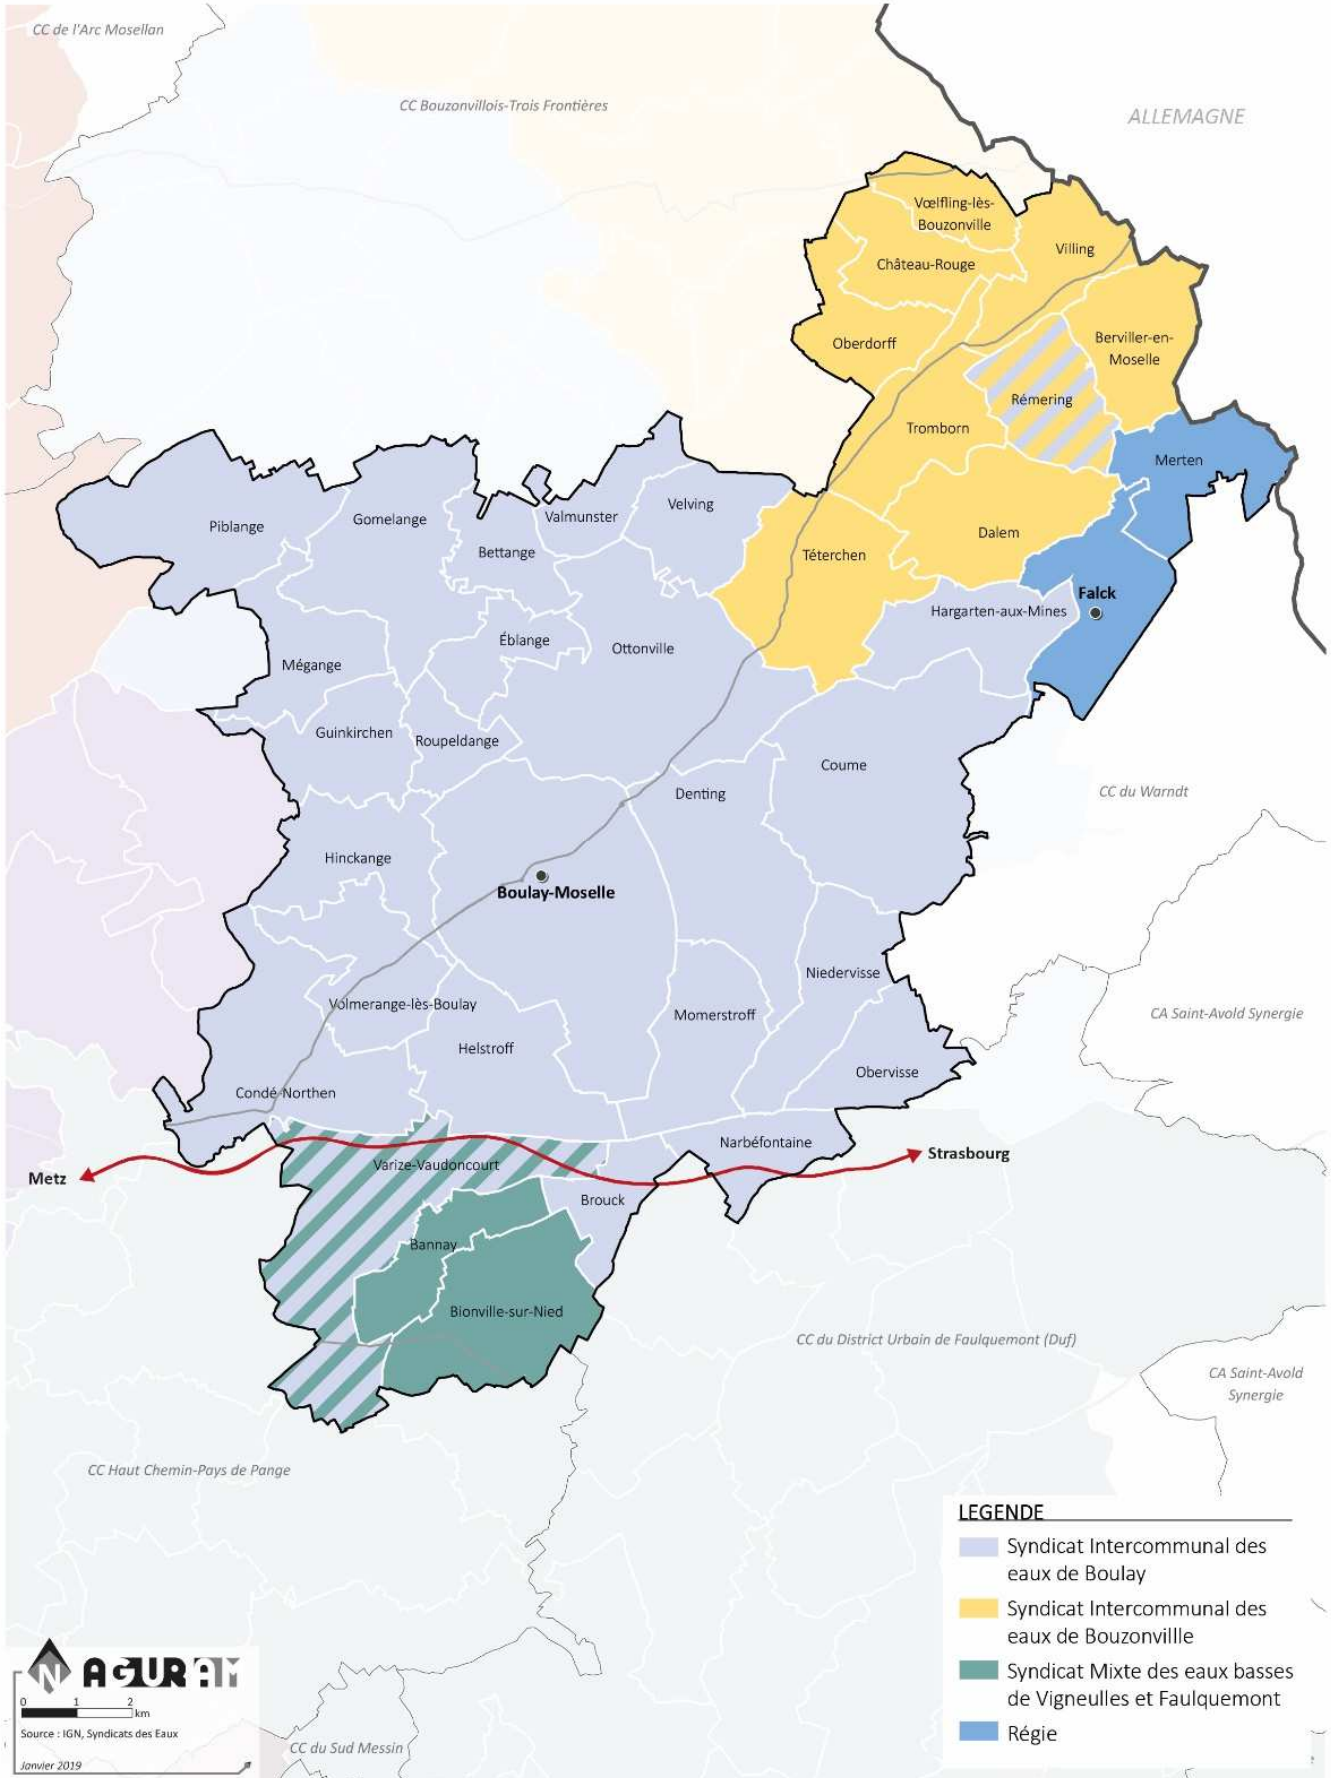 CC de l'Arc Mosellan
CC Bouzonvillois-Trois Frontières
ALLEMAGNE
Vœlfling-lès-
Bouzonville
Villing
Château-Rouge
Oberdorff
Berviller-en-
Moselle
Rémering
Tromborn
Merten
Piblange
Gomelange
Valmunster
Velving
Bettange
Téterchen
Dalem
Falck
Hargarten-aux-Mines
Éblange
Ottonville
Mégange
Guinkirchen
Roupeldange
Coume
Denting
CC du Warndt
Hinckange
Boulay-Moselle
Niedervisse
Volmerange-lès-Boulay
Momerstroff
CA Saint-Avold Synergie
Helstroff
Obervisse
Condé-Northen
Narbéfontaine
Strasbourg
Metz
Varize-Vaudoncourt
Brouck
Bannay
Bionville-sur-Nied
CC du District Urbain de Faulquemont (Duf)
CA Saint-Avold
Synergie
CC Haut Chemin-Pays de Pange
LEGENDE
Syndicat Intercommunal des
eaux de Boulay
Syndicat Intercommunal des
eaux de Bouzonvillle
Syndicat Mixte des eaux basses
de Vigneulles et Faulquemont
Régie
N AGURAM
0 1 2
km
Source : IGN, Syndicats des Eaux
Janvier 2019
CC du Sud Messin